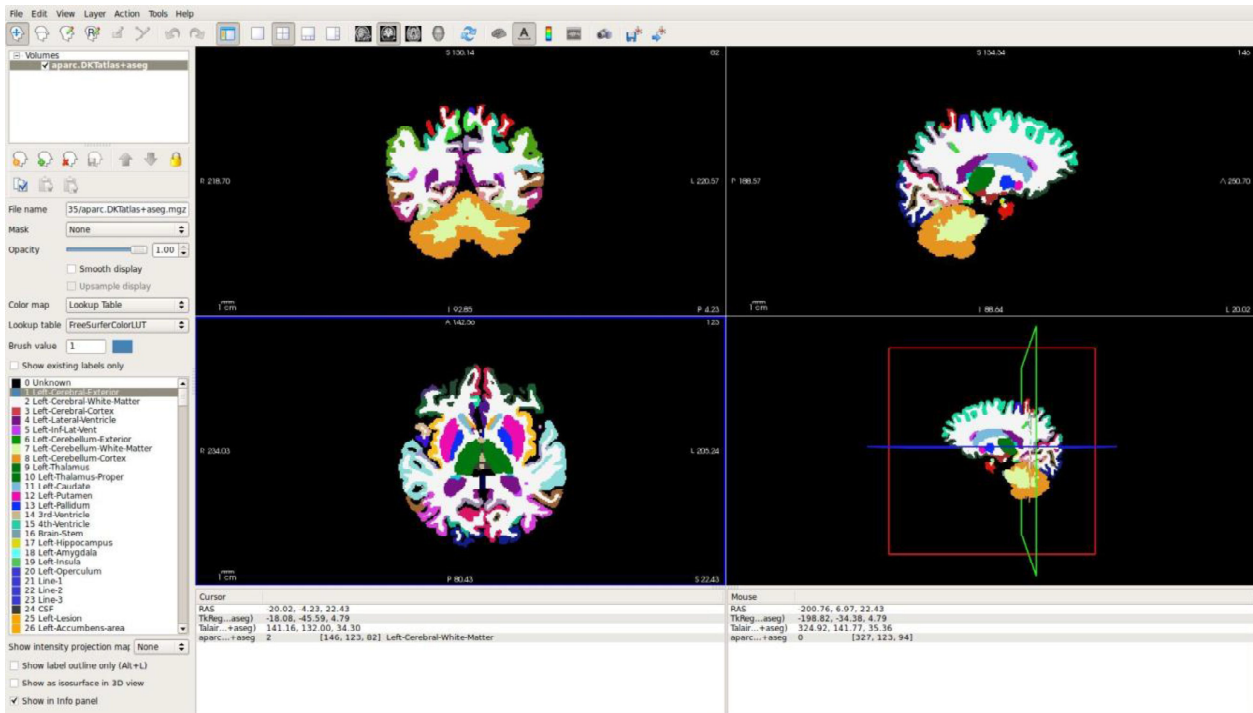 File Edit View Layer Action Tools Help
Volumes
aparc.DKTatlas+aseg
File name 35/aparc.DKTatlas+aseg.mgz
Mask None
Opacity 1.00
Smooth display
Upsample display
Color map Lookup Table
Lookup table FreeSurferColorLUT
Brush value 1
Show existing labels only
0 Unknown
1 Left-Cerebral-Exterior
2 Left-Cerebral-White-Matter
3 Left-Cerebral-Cortex
4 Left-Lateral-Ventricle
5 Left-Inf-Lat-Vent
6 Left-Cerebellum-Exterior
7 Left-Cerebellum-White-Matter
8 Left-Cerebellum-Cortex
9 Left-Thalamus
10 Left-Thalamus-Proper
11 Left-Caudate
12 Left-Putamen
13 Left-Pallidum
14 3rd-Ventricle
15 4th-Ventricle
16 Brain-Stem
17 Left-Hippocampus
18 Left-Amygdala
19 Left-Insula
20 Left-Operculum
21 Line-1
22 Line-2
23 Line-3
24 CSF
25 Left-Lesion
26 Left-Accumbens-area
Show intensity projection map None
Show label outline only (Alt+L)
Show as isosurface in 3D view
Show in Info panel
S 130.14
R 218.70
L 220.57
1 cm
I 92.85
P 4.23
146
P 188.57
A 250.70
1 cm
I 88.64
L 20.02
A 142.56
123
R 234.03
L 205.24
1 cm
P 80.43
S 22.43
Cursor
RAS -20.02, -4.23, 22.43
TkReg...aseg) -18.08, -45.59, 4.79
Talair...+aseg) 141.16, 132.00, 34.30
aparc...+aseg 2 [146, 123, 82] Left-Cerebral-White-Matter
Mouse
RAS -200.76, 6.97, 22.43
TkReg...aseg) -198.82, -34.38, 4.79
Talair...+aseg) 324.92, 141.77, 35.36
aparc...+aseg 0 [327, 123, 94]